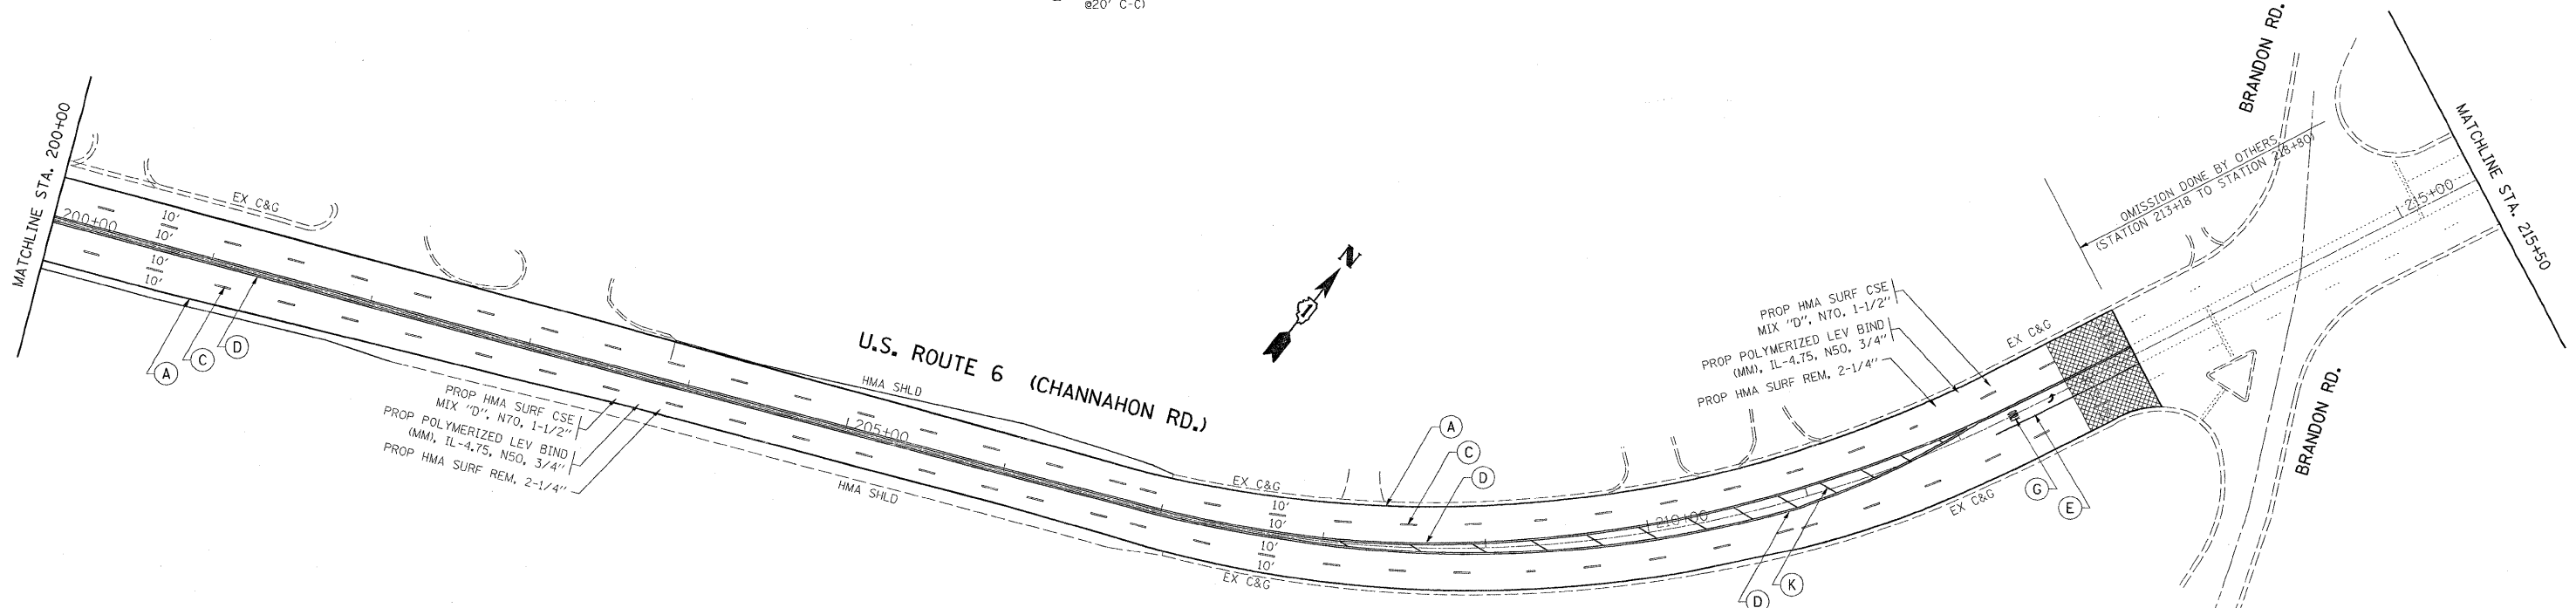 @20' C-C)
BRANDON RD.
MATCHLINE STA. 200+00
EX C&G
200+00
10'
10'
10'
10'
A
C
D
PROP HMA SURF CSE
MIX "D", N70, 1-1/2"
PROP POLYMERIZED LEV BIND
(MM), IL-4.75, N50, 3/4"
PROP HMA SURF REM, 2-1/4"
205+00
HMA SHLD
HMA SHLD
U.S. ROUTE 6 (CHANNAHON RD.)
N
EX C&G
10'
10'
10'
10'
EX C&G
A
C
D
210+00
D
K
PROP HMA SURF CSE
MIX "D", N70, 1-1/2"
PROP POLYMERIZED LEV BIND
(MM), IL-4.75, N50, 3/4"
PROP HMA SURF REM, 2-1/4"
EX C&G
EX C&G
G
E
OMISSION DONE BY OTHERS
(STATION 213+18 TO STATION 218+80)
215+00
BRANDON RD.
MATCHLINE STA. 215+50